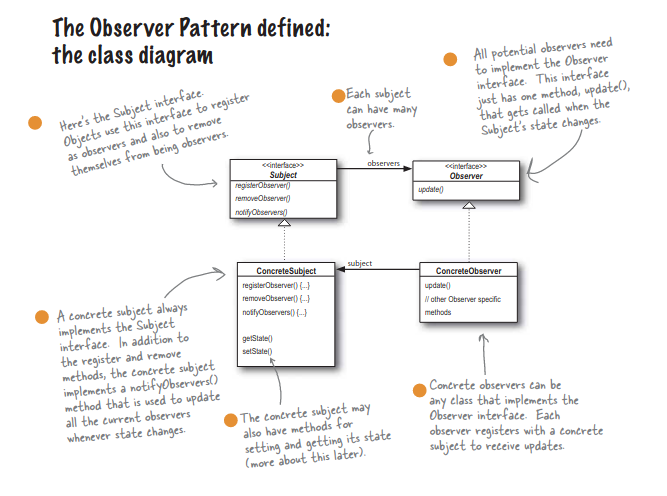 The Observer Pattern defined:
the class diagram
Here's the Subject interface.
Objects use this interface to register
as observers and also to remove
themselves from being observers.
Each subject
can have many
observers.
All potential observers need
to implement the Observer
interface. This interface
just has one method, update(),
that gets called when the
Subject's state changes.
<<interface>>
Subject
registerObserver()
removeObserver()
notifyObservers()
observers
<<interface>>
Observer
update()
ConcreteSubject
registerObserver() {...}
removeObserver() {...}
notifyObservers() {...}
getState()
setState()
subject
ConcreteObserver
update()
// other Observer specific
methods
A concrete subject always
implements the Subject
interface. In addition to
the register and remove
methods, the concrete subject
implements a notifyObservers()
method that is used to update
all the current observers
whenever state changes.
The concrete subject may
also have methods for
setting and getting its state
(more about this later).
Concrete observers can be
any class that implements the
Observer interface. Each
observer registers with a concrete
subject to receive updates.